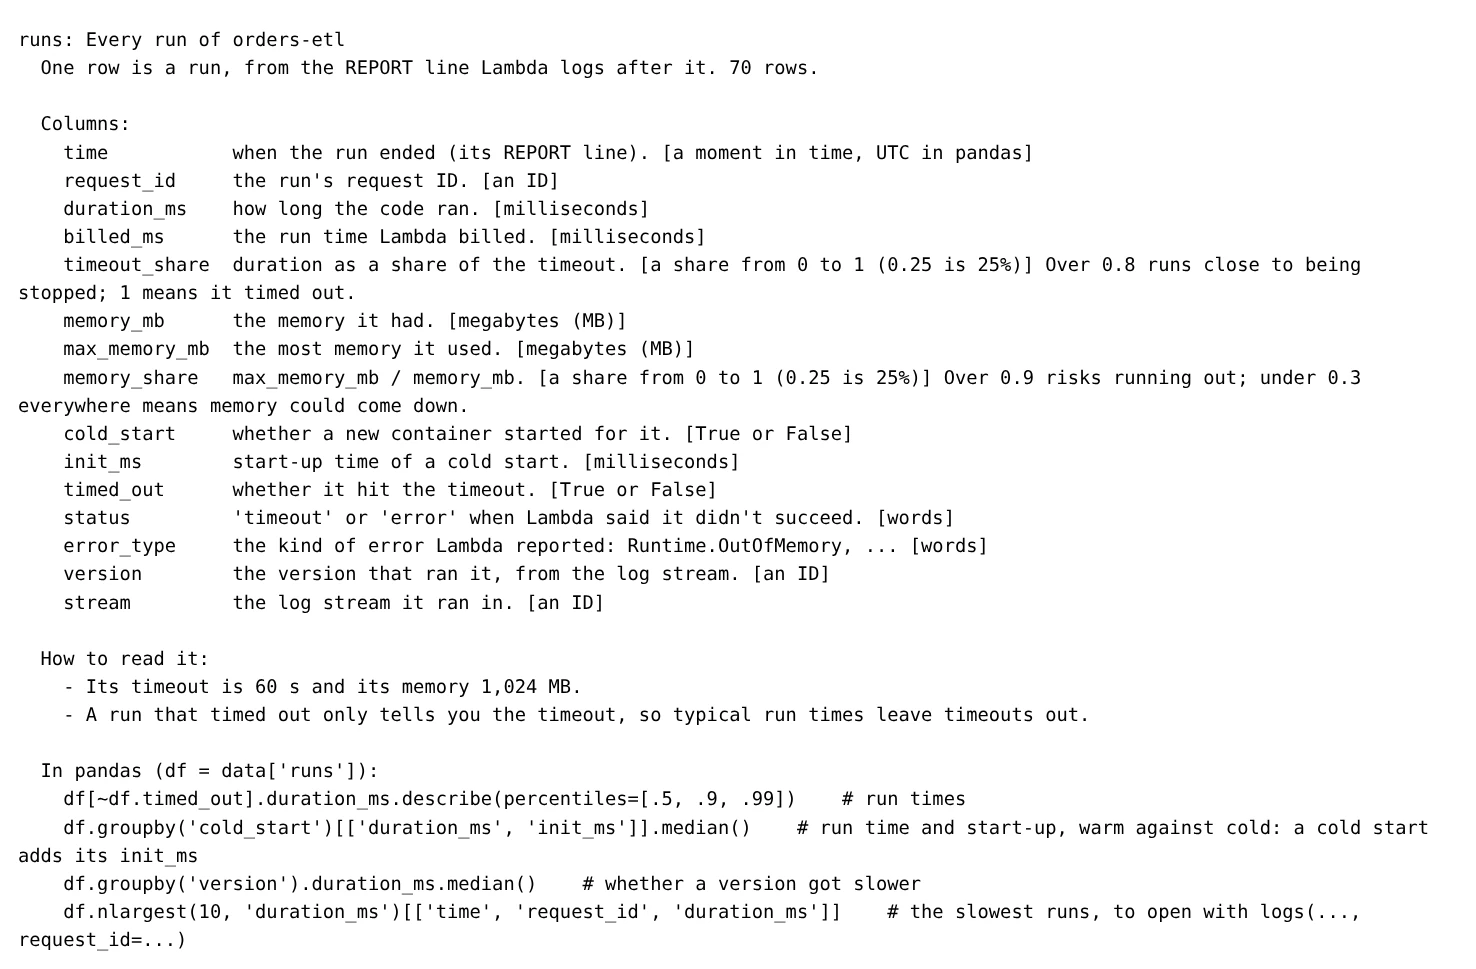 runs: Every run of orders-etl
  One row is a run, from the REPORT line Lambda logs after it. 70 rows.

  Columns:
    time           when the run ended (its REPORT line). [a moment in time, UTC in pandas]
    request_id     the run's request ID. [an ID]
    duration_ms    how long the code ran. [milliseconds]
    billed_ms      the run time Lambda billed. [milliseconds]
    timeout_share  duration as a share of the timeout. [a share from 0 to 1 (0.25 is 25%)] Over 0.8 runs close to being
stopped; 1 means it timed out.
    memory_mb      the memory it had. [megabytes (MB)]
    max_memory_mb  the most memory it used. [megabytes (MB)]
    memory_share   max_memory_mb / memory_mb. [a share from 0 to 1 (0.25 is 25%)] Over 0.9 risks running out; under 0.3
everywhere means memory could come down.
    cold_start     whether a new container started for it. [True or False]
    init_ms        start-up time of a cold start. [milliseconds]
    timed_out      whether it hit the timeout. [True or False]
    status         'timeout' or 'error' when Lambda said it didn't succeed. [words]
    error_type     the kind of error Lambda reported: Runtime.OutOfMemory, ... [words]
    version        the version that ran it, from the log stream. [an ID]
    stream         the log stream it ran in. [an ID]

  How to read it:
    - Its timeout is 60 s and its memory 1,024 MB.
    - A run that timed out only tells you the timeout, so typical run times leave timeouts out.

  In pandas (df = data['runs']):
    df[~df.timed_out].duration_ms.describe(percentiles=[.5, .9, .99])    # run times
    df.groupby('cold_start')[['duration_ms', 'init_ms']].median()    # run time and start-up, warm against cold: a cold start
adds its init_ms
    df.groupby('version').duration_ms.median()    # whether a version got slower
    df.nlargest(10, 'duration_ms')[['time', 'request_id', 'duration_ms']]    # the slowest runs, to open with logs(...,
request_id=...)